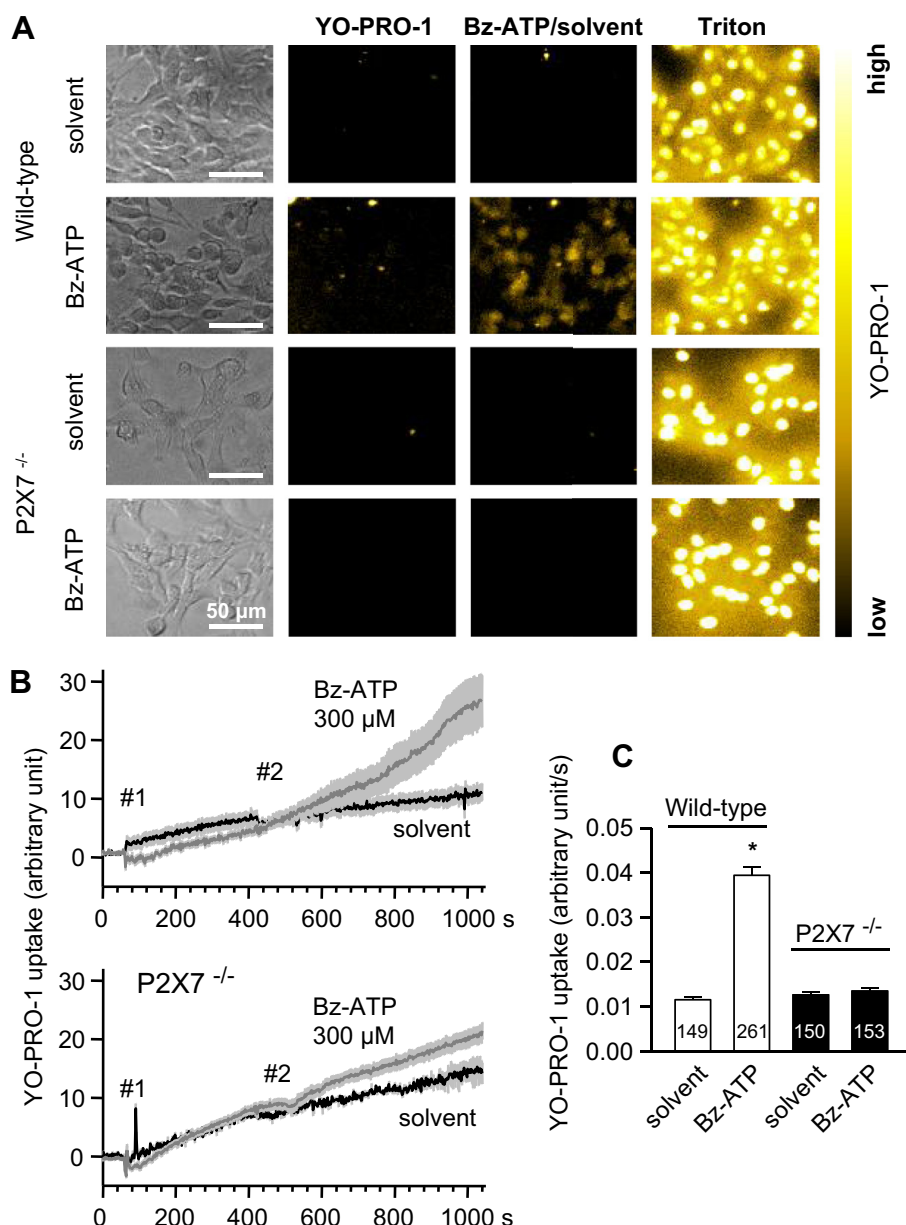 A
YO-PRO-1 Bz-ATP/solvent Triton
Wild-type
solvent
Bz-ATP
P2X7 -/-
solvent
Bz-ATP
50 µm
high
YO-PRO-1
low
B
YO-PRO-1 uptake (arbitrary unit)
30
20
10
0
Bz-ATP
300 µM
#1
#2
solvent
0 200 400 600 800 1000 s
P2X7 -/-
30
20
10
0
Bz-ATP
300 µM
#1
#2
solvent
0 200 400 600 800 1000 s
C
YO-PRO-1 uptake (arbitrary unit/s)
0.05
0.04
0.03
0.02
0.01
0.00
Wild-type
*
P2X7 -/-
149 261 150 153
solvent Bz-ATP solvent Bz-ATP